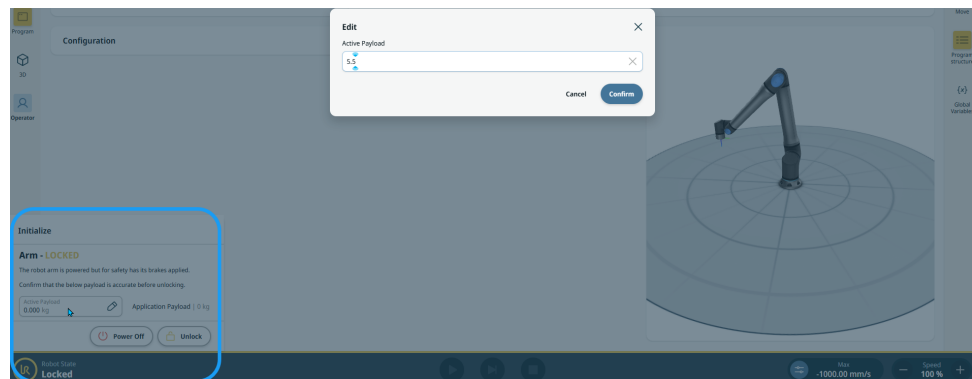 Program
3D
Operator
Configuration
Edit
Active Payload
5.5
Cancel
Confirm
Move
Program
structure
{x}
Global
Variables
Initialize
Arm - LOCKED
The robot arm is powered but for safety has its brakes applied.
Confirm that the below payload is accurate before unlocking.
Active Payload
0.000 kg
Application Payload | 0 kg
Power Off
Unlock
Robot State
Locked
Max
-1000.00 mm/s
Speed
100 %